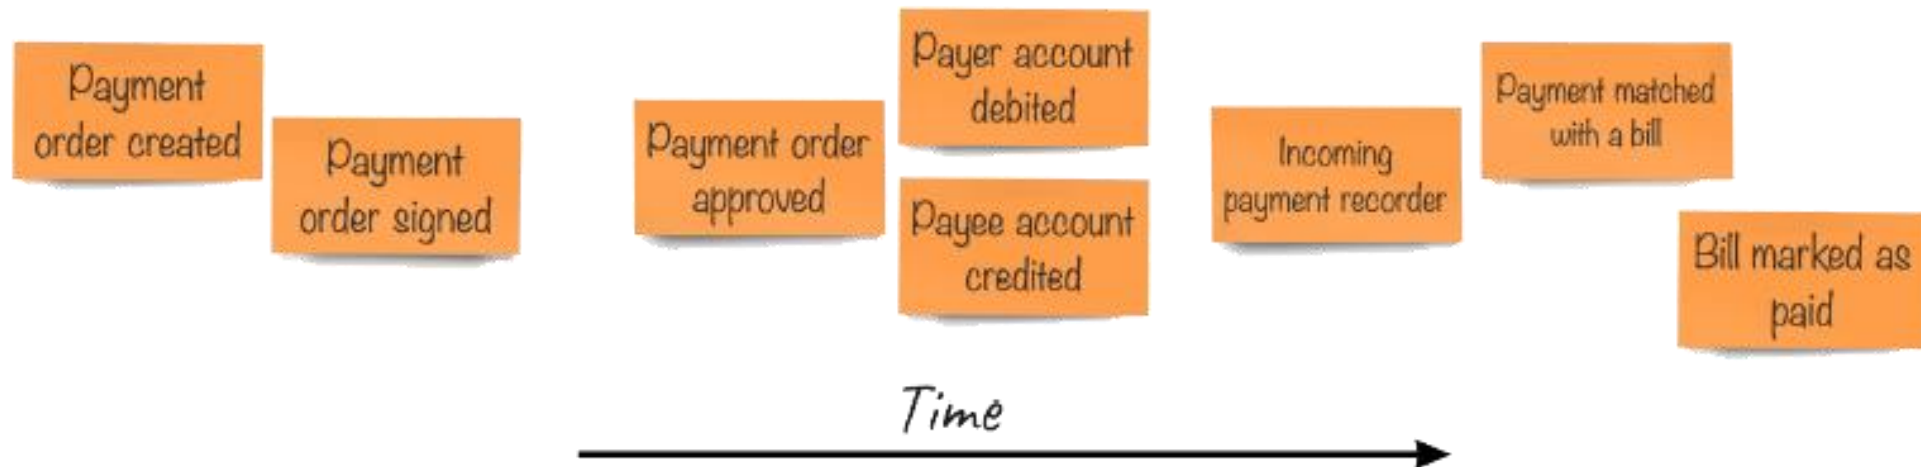 Payment
order created
Payment
order signed
Payment order
approved
Payer account
debited
Payee account
credited
Incoming
payment recorder
Payment matched
with a bill
Bill marked as
paid
Time